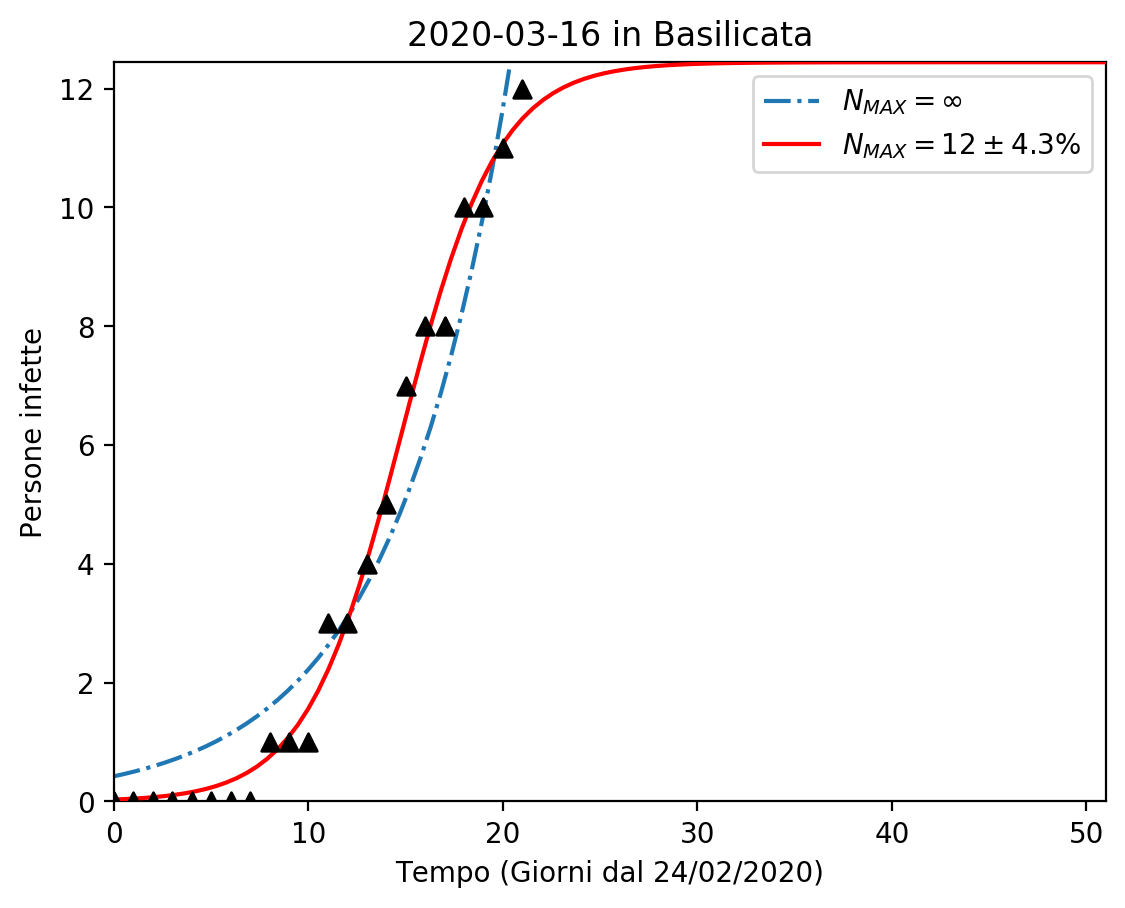 2020-03-16 in Basilicata
N_MAX = ∞
N_MAX = 12 ± 4.3%
12
10
8
6
4
2
0
Persone infette
0 10 20 30 40 50
Tempo (Giorni dal 24/02/2020)